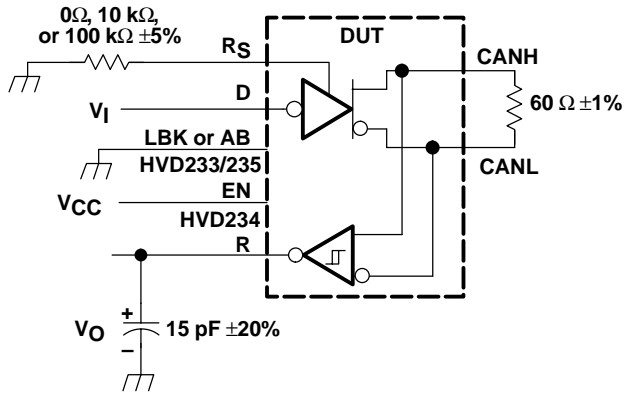 0Ω, 10 kΩ,
or 100 kΩ ±5%
DUT
RS
CANH
D
VI
60 Ω ±1%
LBK or AB
HVD233/235
CANL
EN
VCC
HVD234
R
+
VO
15 pF ±20%
–